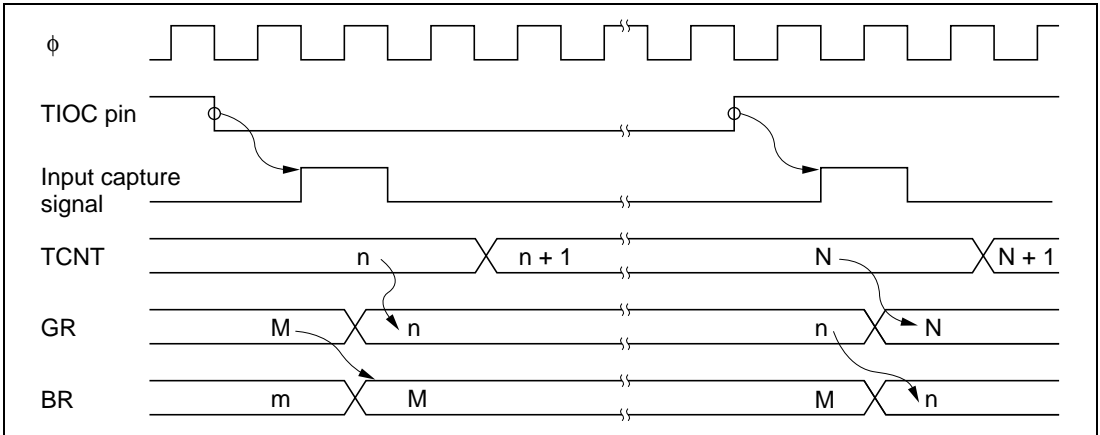 ϕ
TIOC pin
Input capture
signal
TCNT n n + 1 N N + 1
GR M n n N
BR m M M n